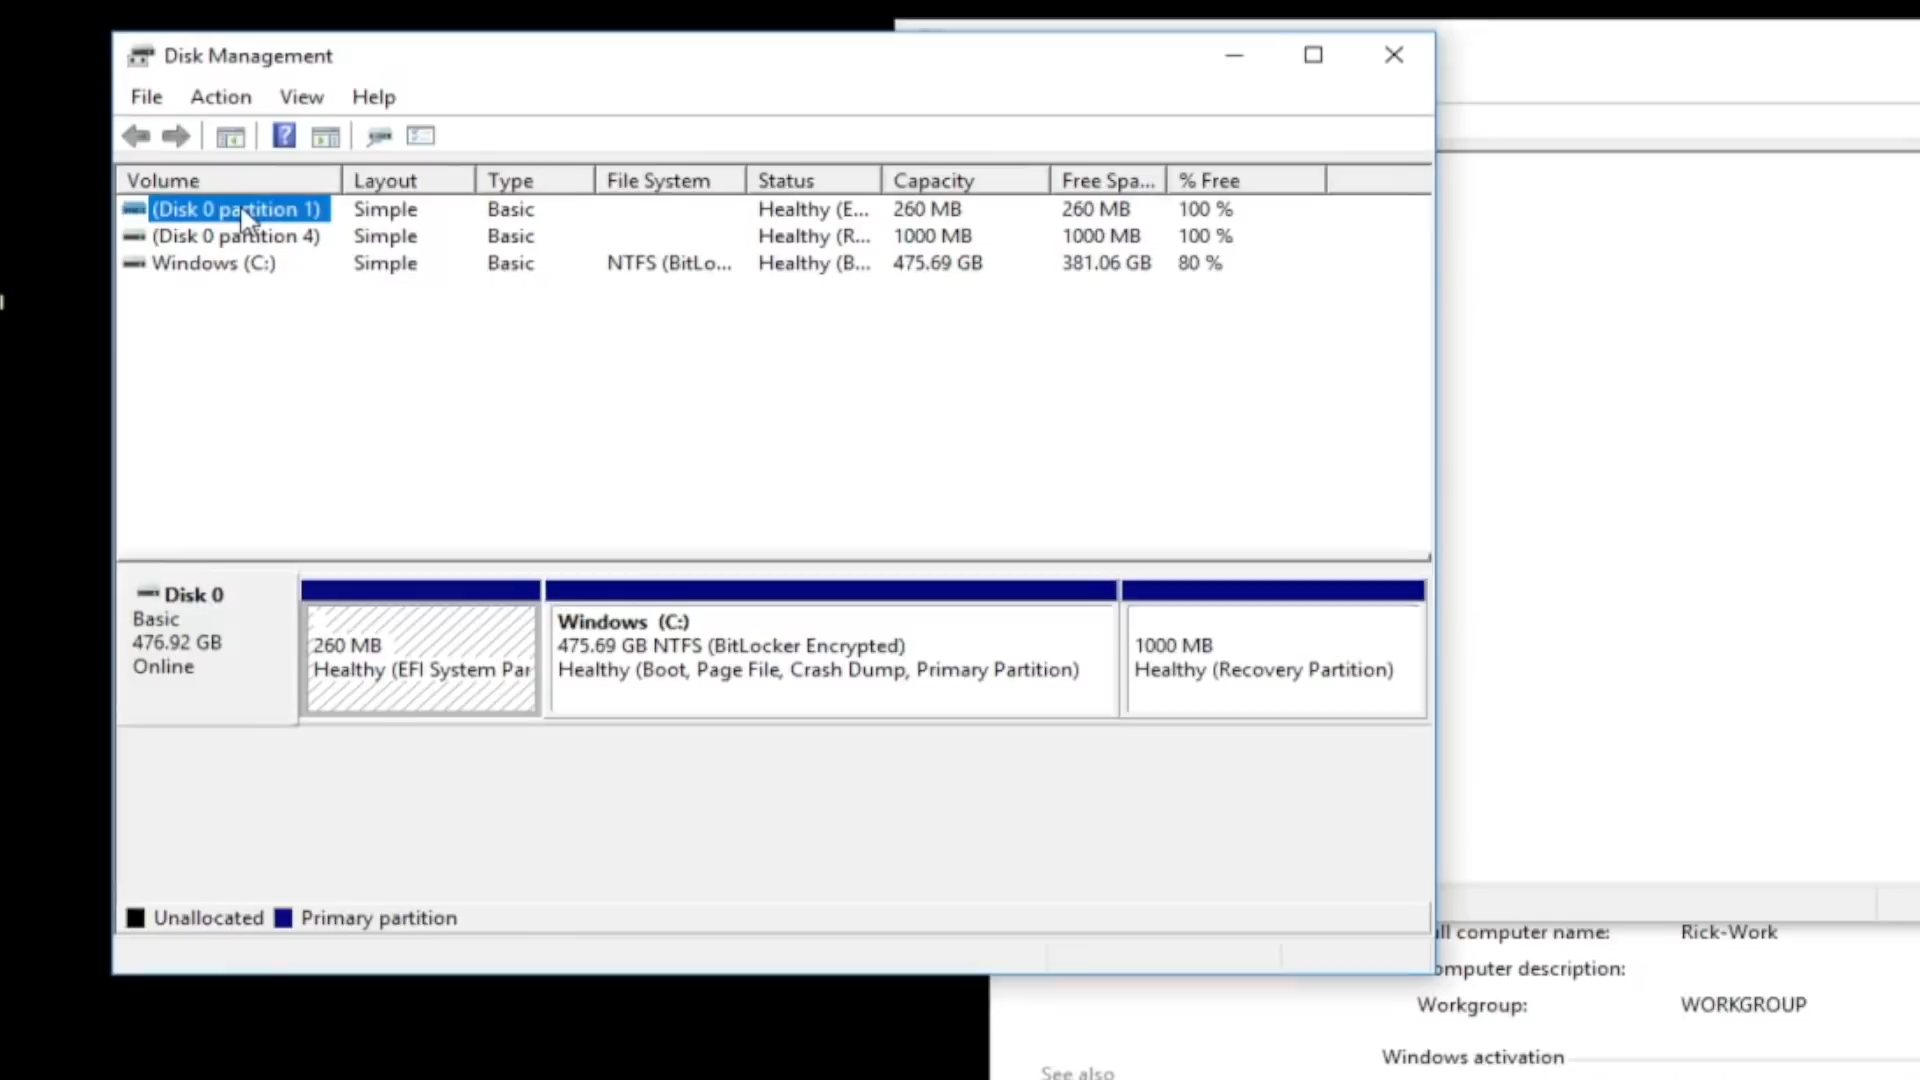 Disk Management
File Action View Help
Volume Layout Type File System Status Capacity Free Spa... % Free
(Disk 0 partition 1) Simple Basic Healthy (E... 260 MB 260 MB 100 %
(Disk 0 partition 4) Simple Basic Healthy (R... 1000 MB 1000 MB 100 %
Windows (C:) Simple Basic NTFS (BitLo... Healthy (B... 475.69 GB 381.06 GB 80 %
Disk 0
Basic
476.92 GB
Online
260 MB
Healthy (EFI System Par
Windows (C:)
475.69 GB NTFS (BitLocker Encrypted)
Healthy (Boot, Page File, Crash Dump, Primary Partition)
1000 MB
Healthy (Recovery Partition)
Unallocated Primary partition
ll computer name: Rick-Work
omputer description:
Workgroup: WORKGROUP
Windows activation
See also